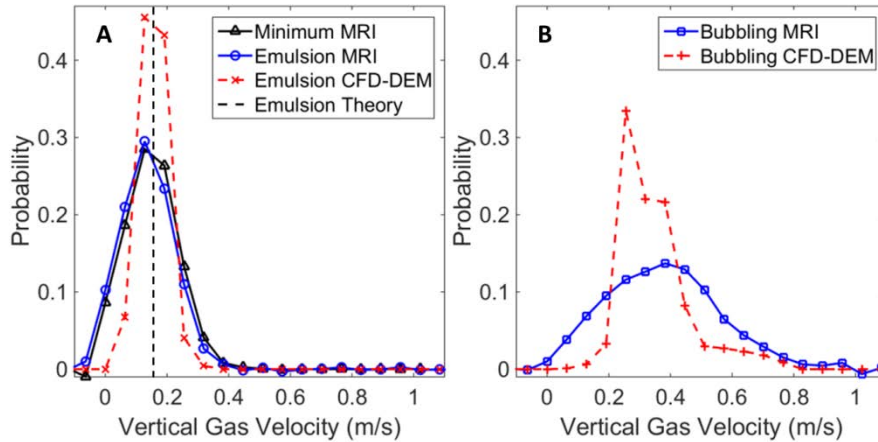 A
Minimum MRI
Emulsion MRI
Emulsion CFD-DEM
Emulsion Theory
0.4
0.3
0.2
0.1
0
Probability
0 0.2 0.4 0.6 0.8 1
Vertical Gas Velocity (m/s)
B
Bubbling MRI
Bubbling CFD-DEM
0.4
0.3
0.2
0.1
0
Probability
0 0.2 0.4 0.6 0.8 1
Vertical Gas Velocity (m/s)